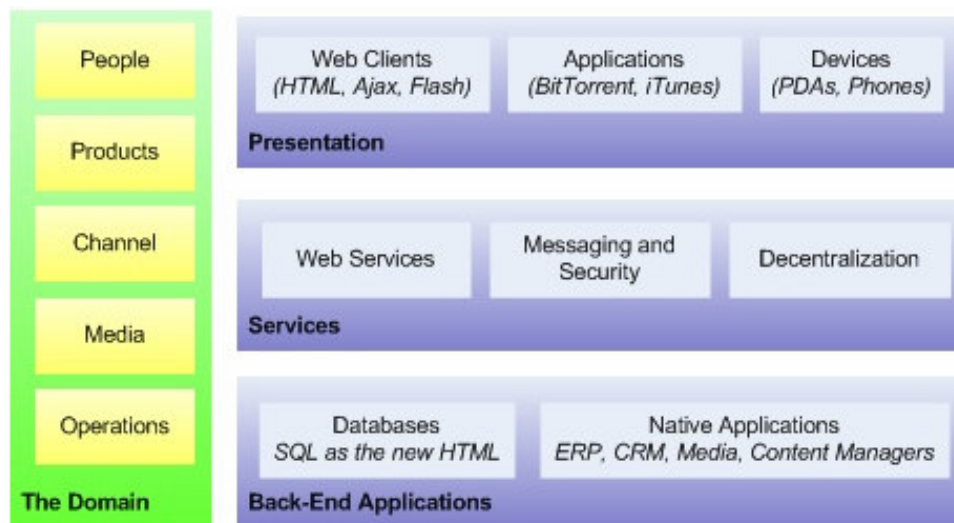 People
Products
Channel
Media
Operations
The Domain
Web Clients
(HTML, Ajax, Flash)
Applications
(BitTorrent, iTunes)
Devices
(PDAs, Phones)
Presentation
Web Services
Messaging and
Security
Decentralization
Services
Databases
SQL as the new HTML
Native Applications
ERP, CRM, Media, Content Managers
Back-End Applications